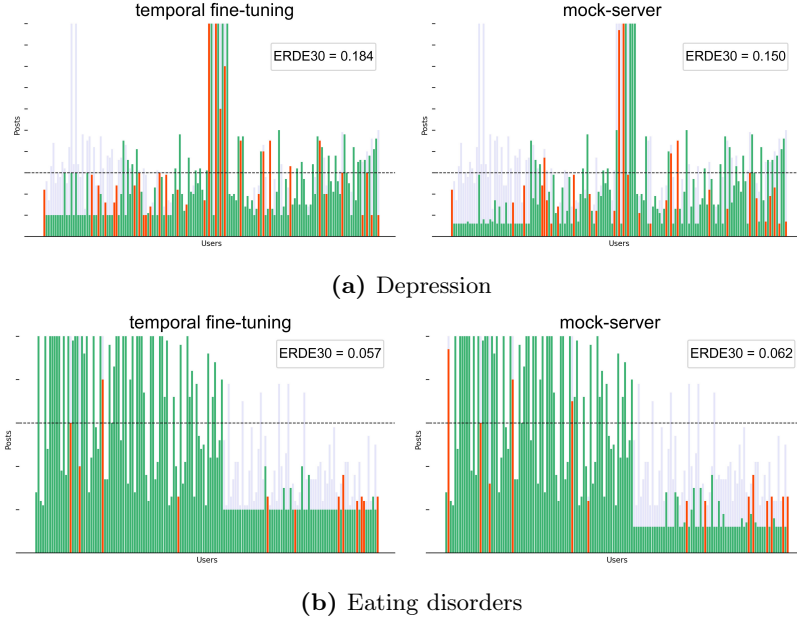 temporal fine-tuning
mock-server
ERDE30 = 0.184
ERDE30 = 0.150
Posts
Posts
Users
Users
(a) Depression
temporal fine-tuning
mock-server
ERDE30 = 0.057
ERDE30 = 0.062
Posts
Posts
Users
Users
(b) Eating disorders